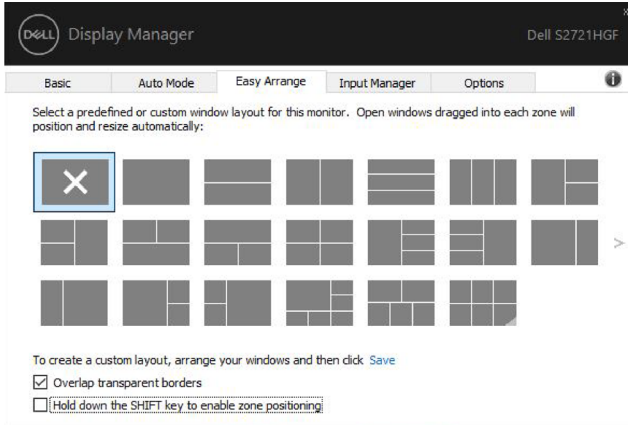 DELL Display Manager
Dell S2721HGF
Basic
Auto Mode
Easy Arrange
Input Manager
Options
Select a predefined or custom window layout for this monitor. Open windows dragged into each zone will
position and resize automatically:
To create a custom layout, arrange your windows and then click Save
Overlap transparent borders
Hold down the SHIFT key to enable zone positioning